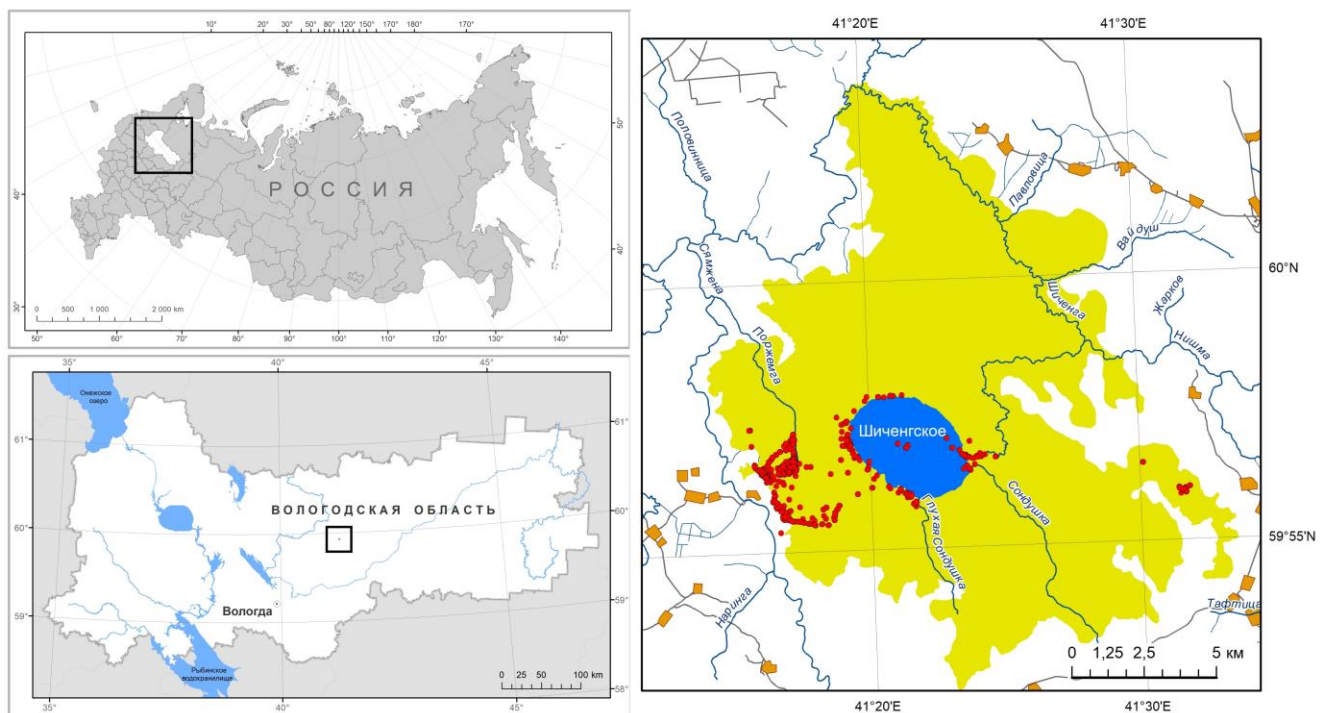 10° 20° 30° 50° 80° 120° 150° 170° 180° 170°
50°
40°
40°
30°
РОССИЯ
0 500 1 000 2 000 km
50° 60° 70° 80° 90° 100° 110° 120° 130° 140°
35° 40° 45°
Онежское
озеро
61°
61°
ВОЛОГОДСКАЯ ОБЛАСТЬ
60°
60°
59°
59°
Вологда
Рыбинское
водохранилище
0 25 50 100 km
58°
35° 40° 45°
41°20'E 41°30'E
Половинница
Павловица
Вайдуш
60°N
Сямжена
Шиченга
Жарков
Нишма
Поржемга
Шиченгское
Сондушка
Глухая Сондушка
59°55'N
Наринга
Тафтица
0 1,25 2,5 5 км
41°20'E 41°30'E